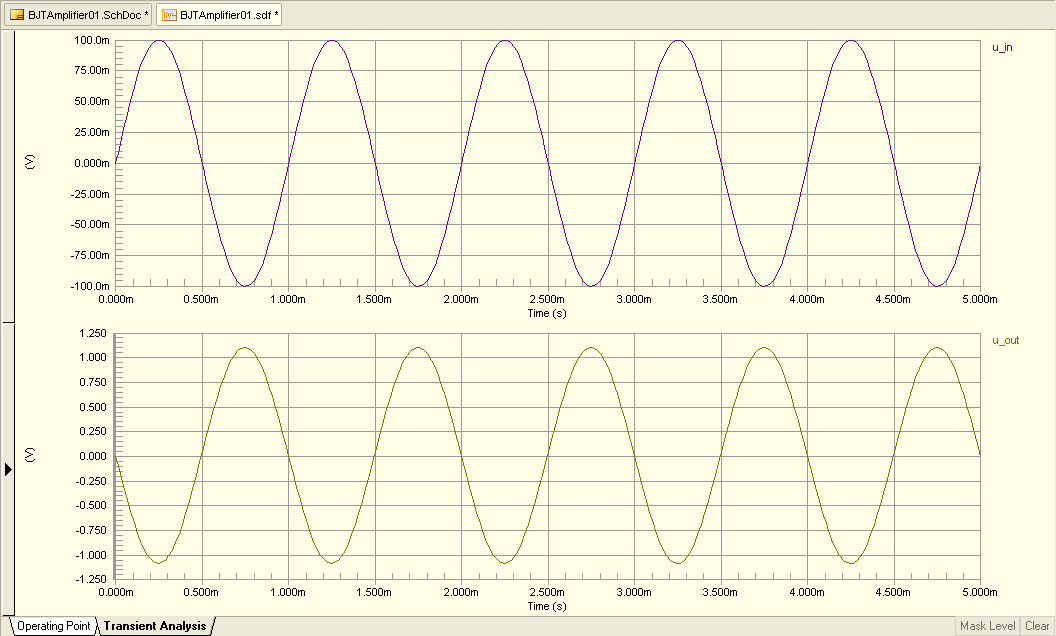 BJTAmplifier01.SchDoc * BJTAmplifier01.sdf *
100.0m
u_in
75.00m
50.00m
25.00m
0.000m
(V)
-25.00m
-50.00m
-75.00m
-100.0m
0.000m 0.500m 1.000m 1.500m 2.000m 2.500m 3.000m 3.500m 4.000m 4.500m 5.000m
Time (s)
1.250
u_out
1.000
0.750
0.500
0.250
0.000
(V)
-0.250
-0.500
-0.750
-1.000
-1.250
0.000m 0.500m 1.000m 1.500m 2.000m 2.500m 3.000m 3.500m 4.000m 4.500m 5.000m
Time (s)
Operating Point Transient Analysis Mask Level Clear